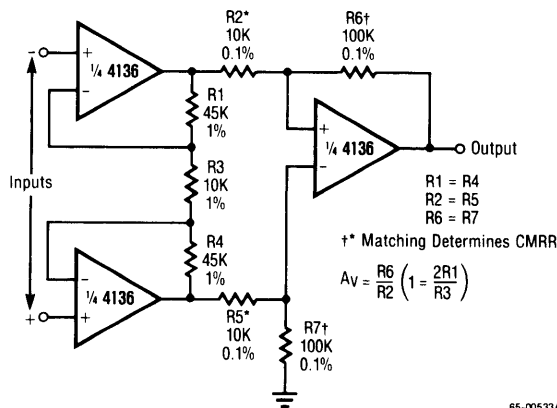 R2*
10K
0.1%
R6†
100K
0.1%
-
+
¼ 4136
-
R1
45K
1%
+
¼ 4136
-
Output
Inputs
R3
10K
1%
R1 = R4
R2 = R5
R6 = R7
†* Matching Determines CMRR
R4
45K
1%
-
¼ 4136
+
+
AV = R6/R2 (1 = 2R1/R3)
R5*
10K
0.1%
R7†
100K
0.1%